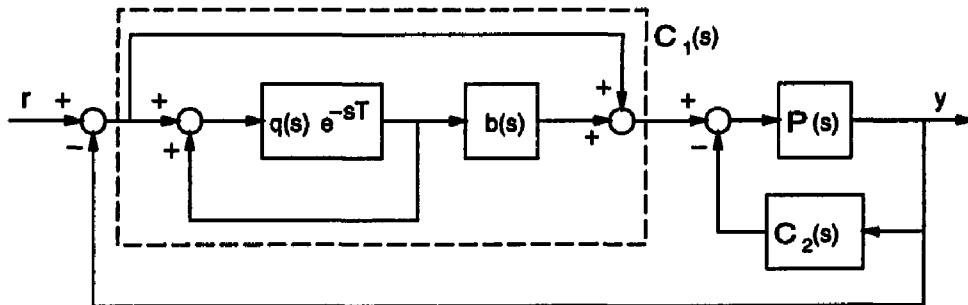 C₁(s)
r + + + + + y
q(s) e⁻ˢᵀ b(s) P(s)
− + + −
C₂(s)